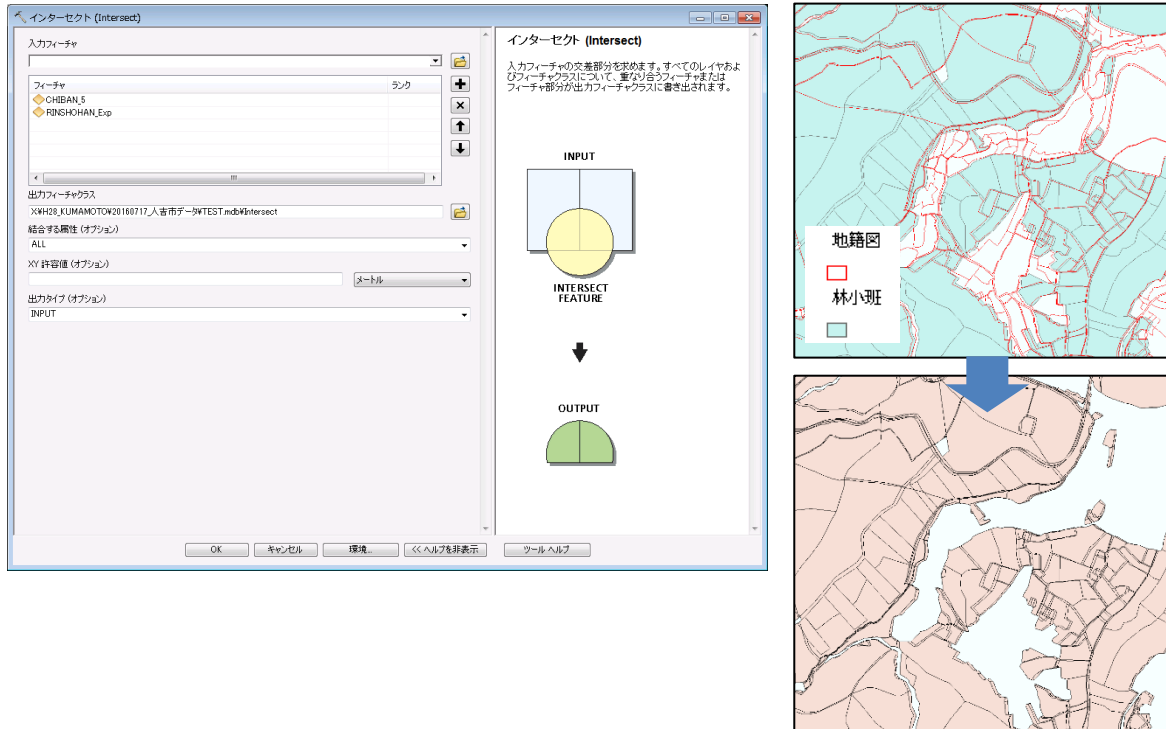 インターセクト (Intersect)
入力フィーチャ
フィーチャ
ランク
CHIBAN_5
RINSHOHAN_Exp
出力フィーチャクラス
X¥H28_KUMAMOTO¥20160717_人吉市データ¥TEST.mdb¥Intersect
結合する属性 (オプション)
ALL
XY 許容値 (オプション)
メートル
出力タイプ (オプション)
INPUT
OK
キャンセル
環境...
<< ヘルプを非表示
ツール ヘルプ
インターセクト (Intersect)
入力フィーチャの交差部分を求めます。すべてのレイヤおよ
びフィーチャクラスについて、重なり合うフィーチャまたは
フィーチャ部分が出力フィーチャクラスに書き出されます。
INPUT
INTERSECT
FEATURE
OUTPUT
地籍図
林小班